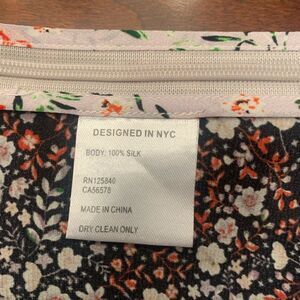 DESIGNED IN NYC
BODY: 100% SILK
RN125840
CA56578
MADE IN CHINA
DRY CLEAN ONLY